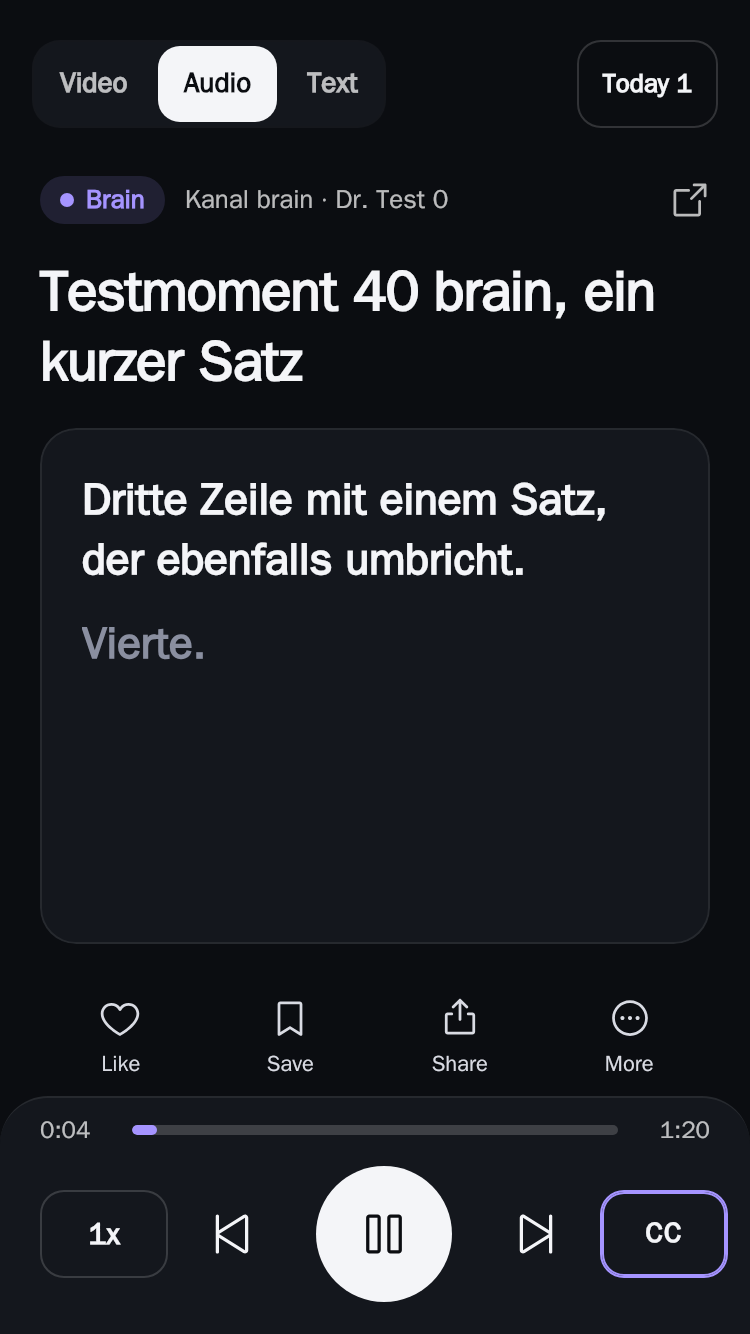 Video Audio Text Today 1
Brain Kanal brain · Dr. Test 0
Testmoment 40 brain, ein
kurzer Satz
Dritte Zeile mit einem Satz,
der ebenfalls umbricht.
Vierte.
Like Save Share More
0:04 1:20
1x CC